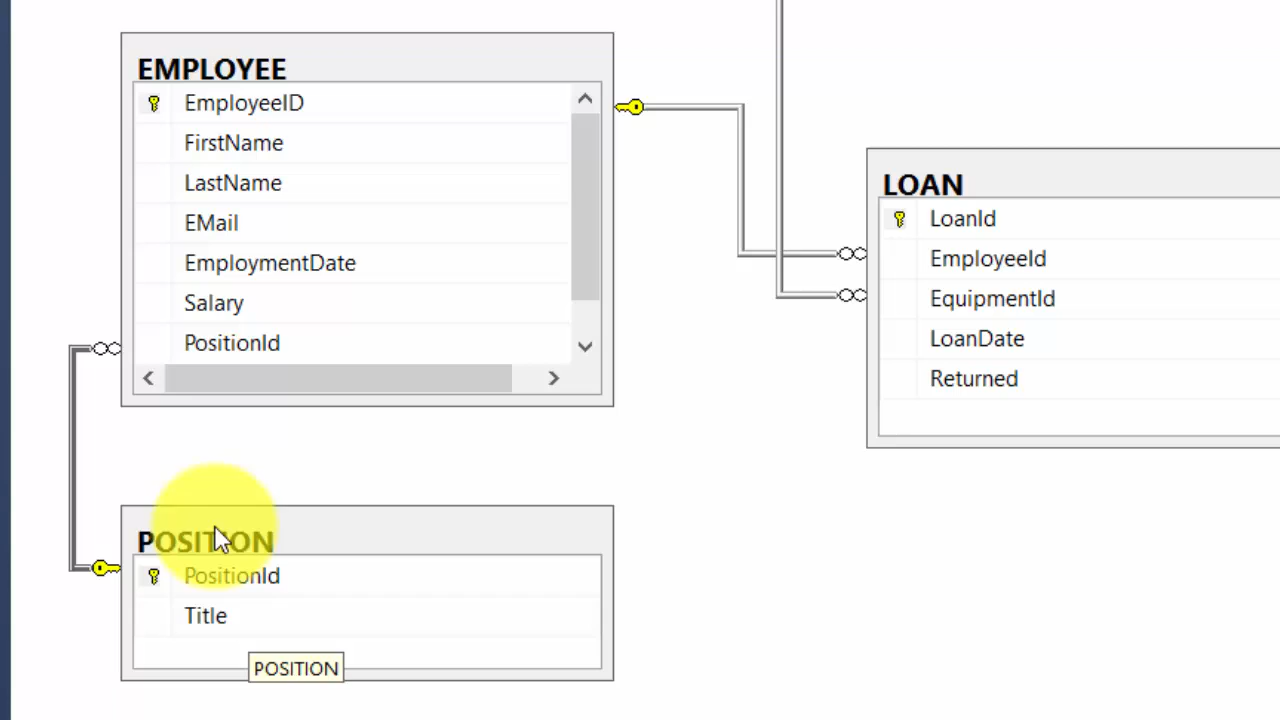 EMPLOYEE
EmployeeID
FirstName
LastName
EMail
EmploymentDate
Salary
PositionId
LOAN
LoanId
EmployeeId
EquipmentId
LoanDate
Returned
POSITION
PositionId
Title
POSITION